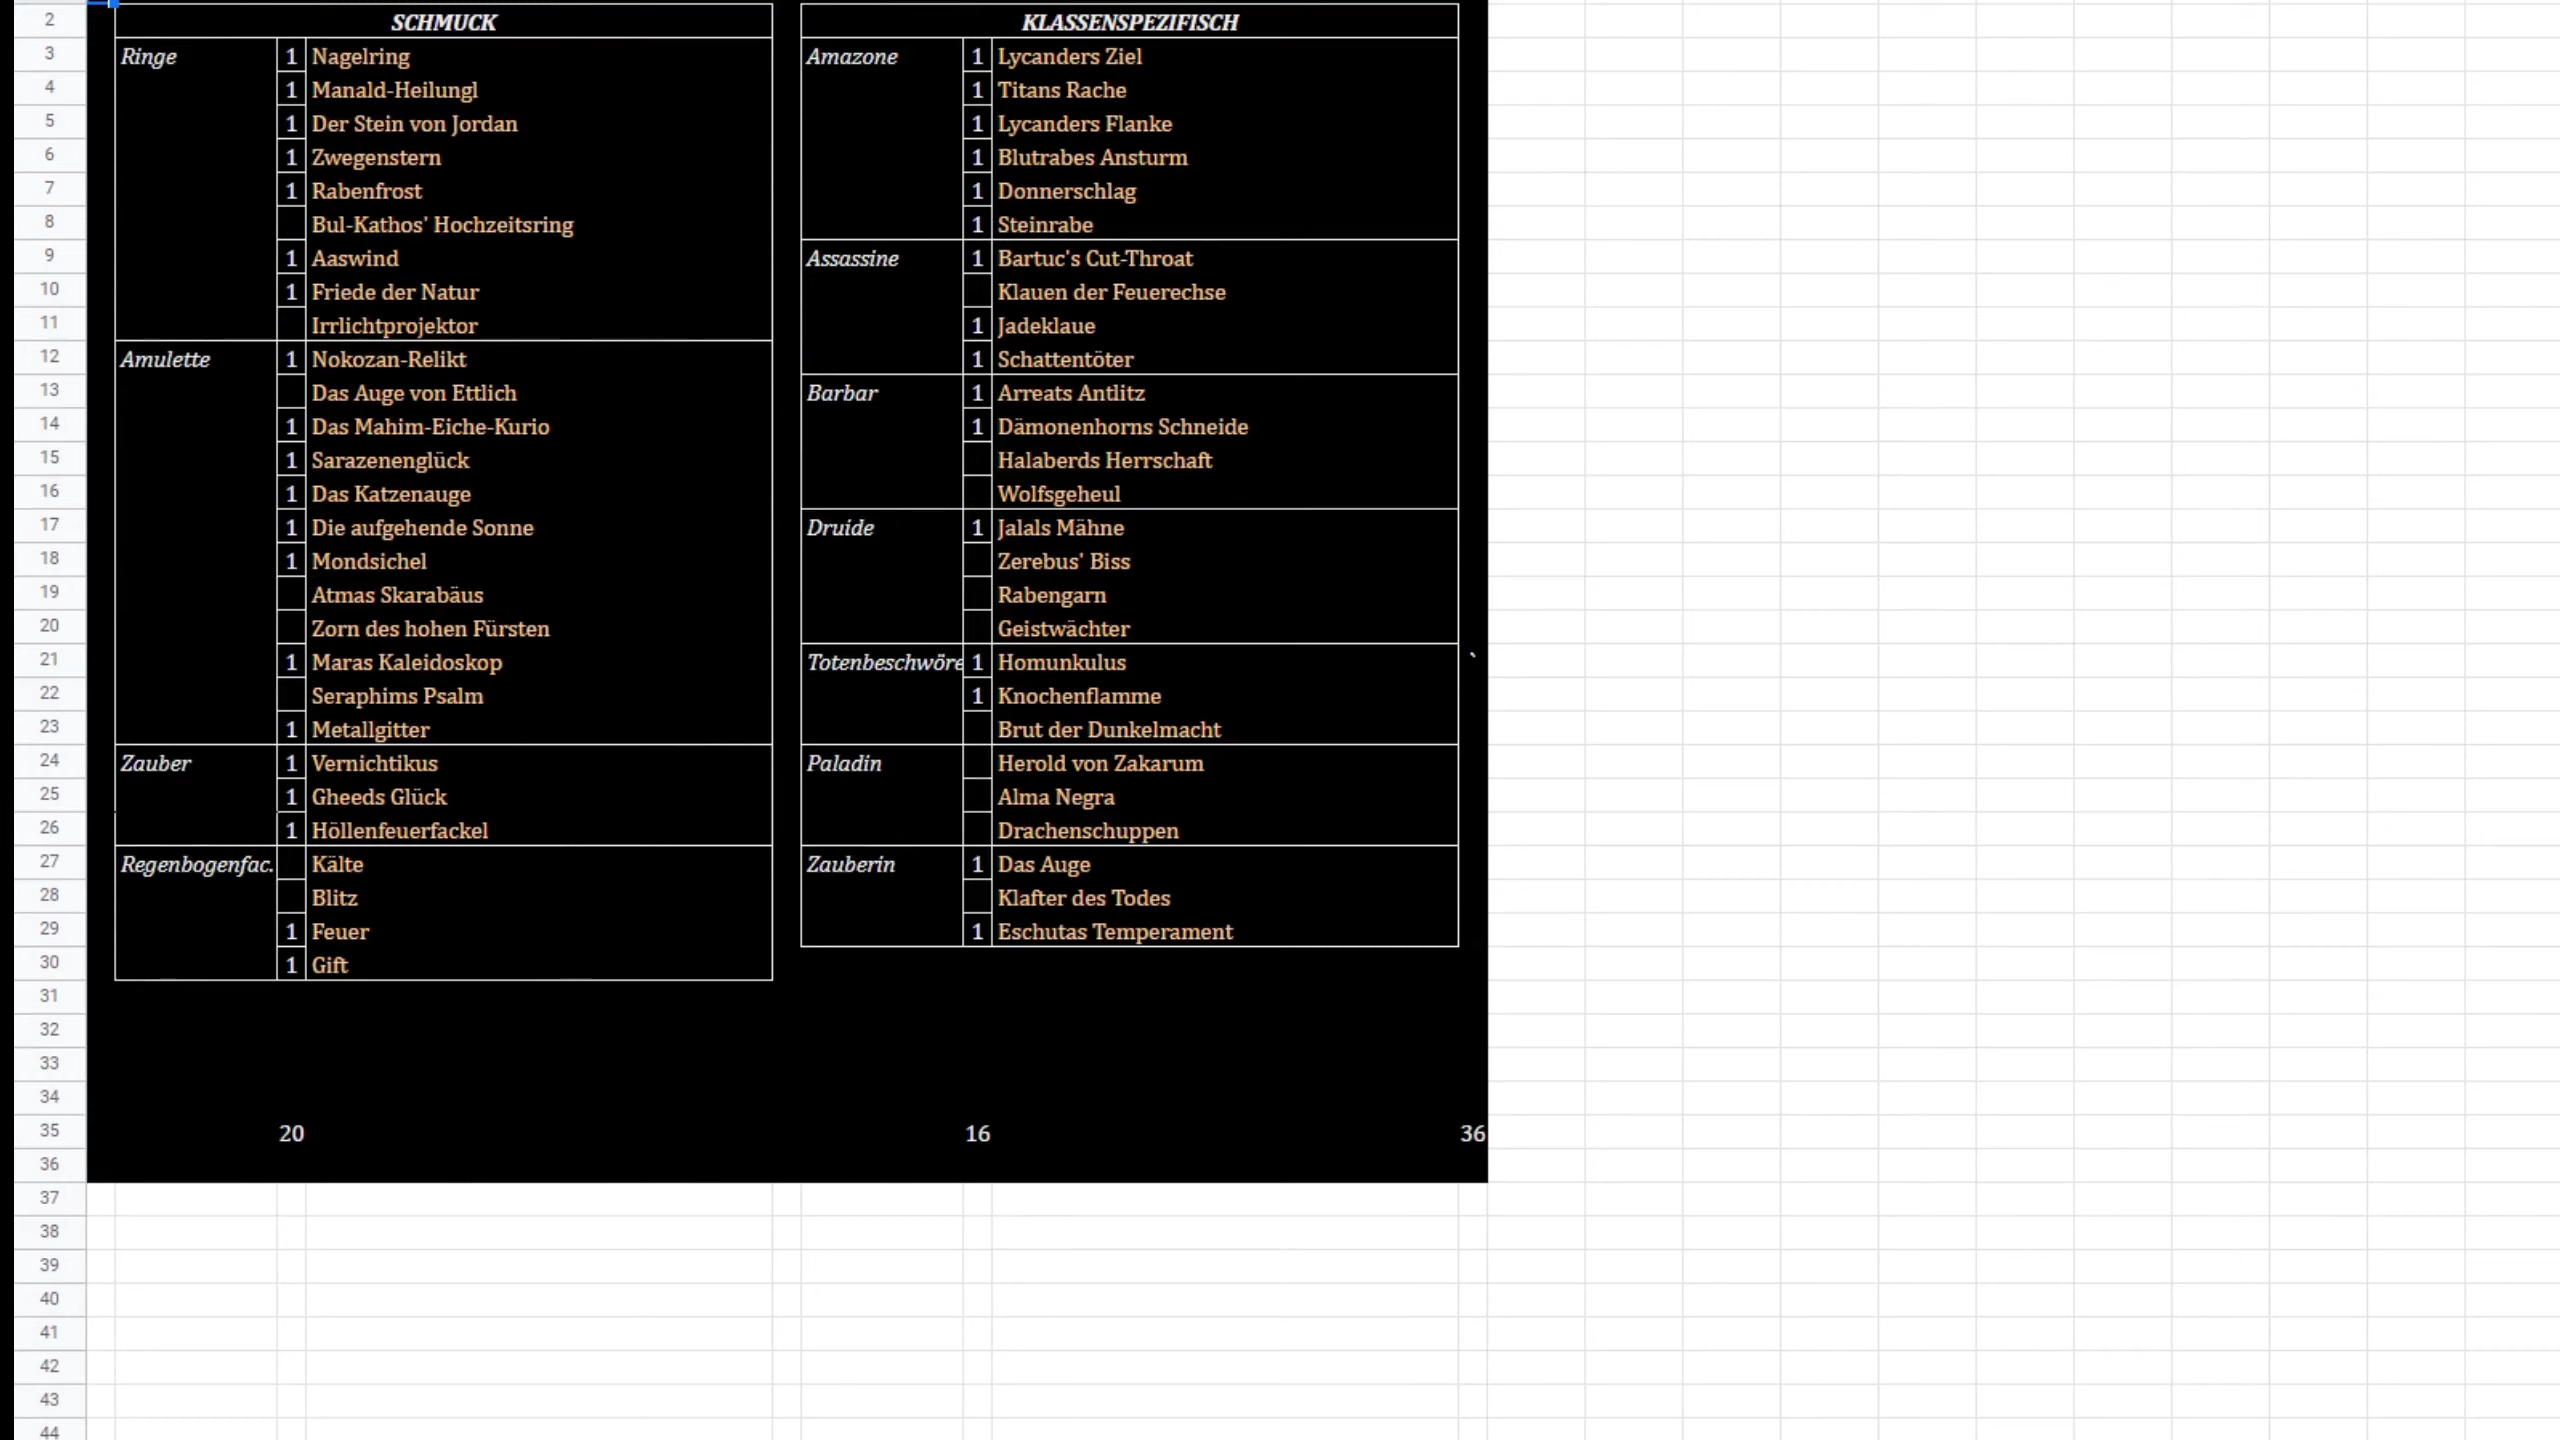 2 SCHMUCK KLASSENSPEZIFISCH
3 Ringe 1 Nagelring Amazone 1 Lycanders Ziel
4 1 Manald-Heilungl 1 Titans Rache
5 1 Der Stein von Jordan 1 Lycanders Flanke
6 1 Zwegenstern 1 Blutrabes Ansturm
7 1 Rabenfrost 1 Donnerschlag
8 Bul-Kathos' Hochzeitsring 1 Steinrabe
9 1 Aaswind Assassine 1 Bartuc's Cut-Throat
10 1 Friede der Natur Klauen der Feuerechse
11 Irrlichtprojektor 1 Jadeklaue
12 Amulette 1 Nokozan-Relikt 1 Schattentöter
13 Das Auge von Ettlich Barbar 1 Arreats Antlitz
14 1 Das Mahim-Eiche-Kurio 1 Dämonenhorns Schneide
15 1 Sarazenenglück Halaberds Herrschaft
16 1 Das Katzenauge Wolfsgeheul
17 1 Die aufgehende Sonne Druide 1 Jalals Mähne
18 1 Mondsichel Zerebus' Biss
19 Atmas Skarabäus Rabengarn
20 Zorn des hohen Fürsten Geistwächter
21 1 Maras Kaleidoskop Totenbeschwöre 1 Homunkulus `
22 Seraphims Psalm 1 Knochenflamme
23 1 Metallgitter Brut der Dunkelmacht
24 Zauber 1 Vernichtikus Paladin Herold von Zakarum
25 1 Gheeds Glück Alma Negra
26 1 Höllenfeuerfackel Drachenschuppen
27 Regenbogenfac. Kälte Zauberin 1 Das Auge
28 Blitz Klafter des Todes
29 1 Feuer 1 Eschutas Temperament
30 1 Gift
31
32
33
34
35 20 16 36
36
37
38
39
40
41
42
43
44